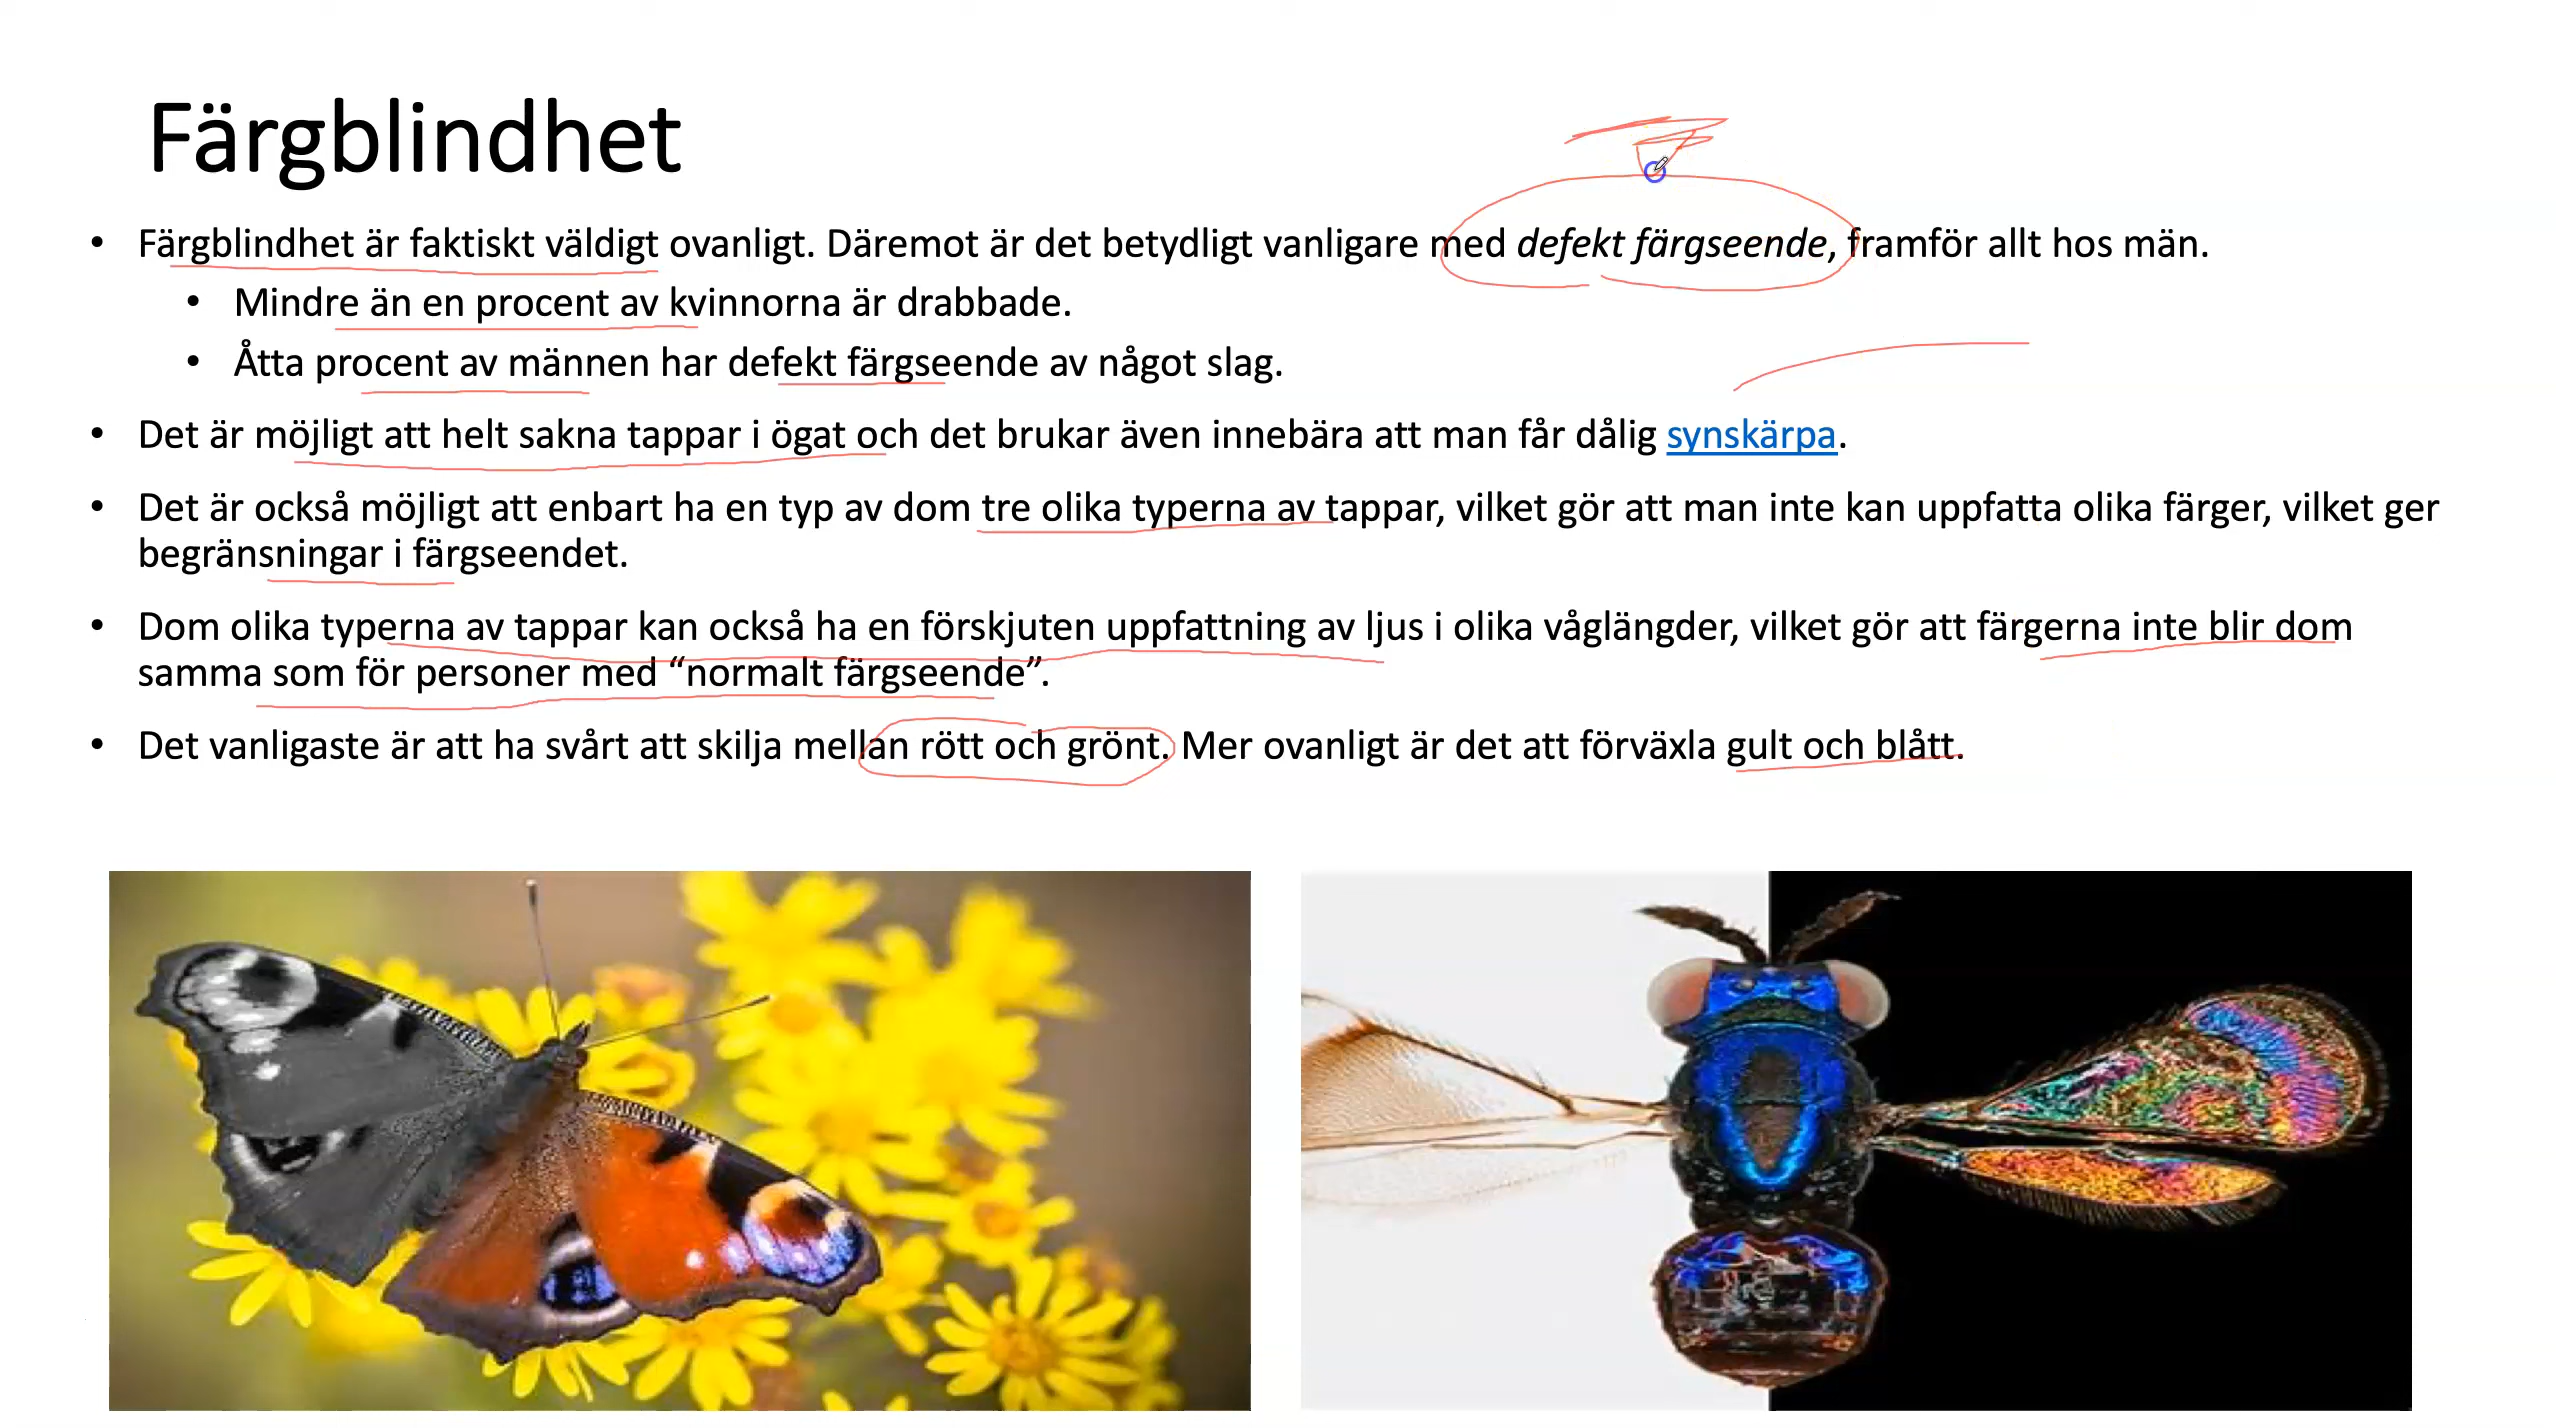 Färgblindhet
• Färgblindhet är faktiskt väldigt ovanligt. Däremot är det betydligt vanligare med defekt färgseende, framför allt hos män.
• Mindre än en procent av kvinnorna är drabbade.
• Åtta procent av männen har defekt färgseende av något slag.
• Det är möjligt att helt sakna tappar i ögat och det brukar även innebära att man får dålig synskärpa.
• Det är också möjligt att enbart ha en typ av dom tre olika typerna av tappar, vilket gör att man inte kan uppfatta olika färger, vilket ger
begränsningar i färgseendet.
• Dom olika typerna av tappar kan också ha en förskjuten uppfattning av ljus i olika våglängder, vilket gör att färgerna inte blir dom
samma som för personer med “normalt färgseende”.
• Det vanligaste är att ha svårt att skilja mellan rött och grönt. Mer ovanligt är det att förväxla gult och blått.